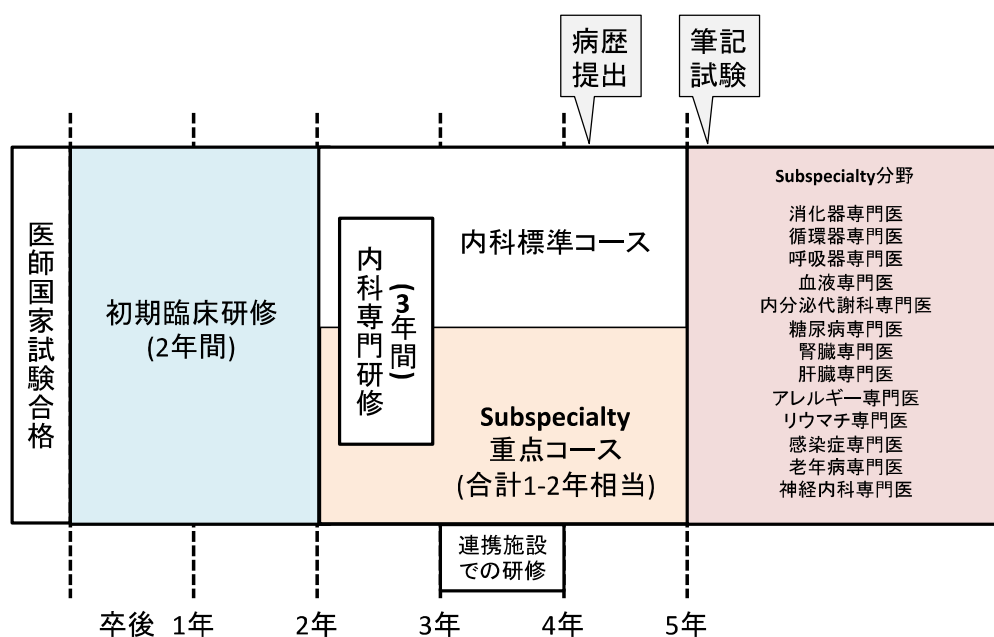 病歴
提出
筆記
試験
医師国家試験合格
初期臨床研修
(2年間)
内科専門研修
(3年間)
内科標準コース
Subspecialty
重点コース
(合計1-2年相当)
Subspecialty分野
消化器専門医
循環器専門医
呼吸器専門医
血液専門医
内分泌代謝科専門医
糖尿病専門医
腎臓専門医
肝臓専門医
アレルギー専門医
リウマチ専門医
感染症専門医
老年病専門医
神経内科専門医
連携施設
での研修
卒後 1年 2年 3年 4年 5年